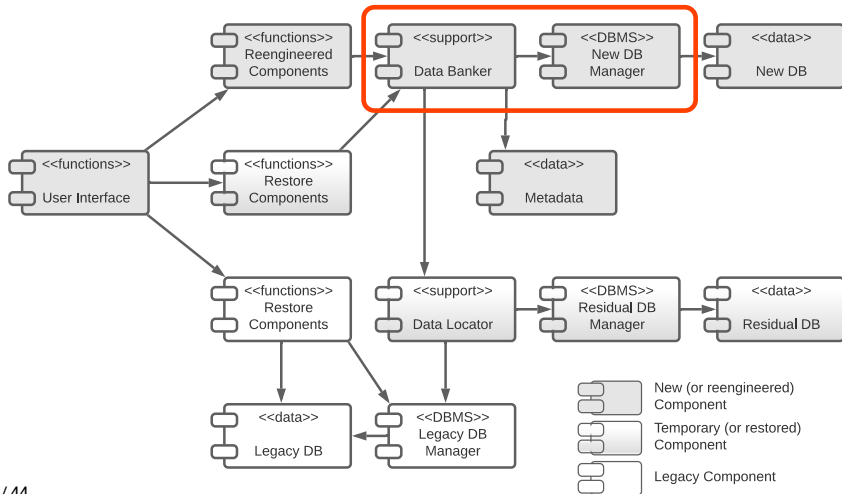 <<functions>>
Reengineered
Components
<<support>>
Data Banker
<<DBMS>>
New DB
Manager
<<data>>
New DB
<<functions>>
User Interface
<<functions>>
Restore
Components
<<data>>
Metadata
<<functions>>
Restore
Components
<<support>>
Data Locator
<<DBMS>>
Residual DB
Manager
<<data>>
Residual DB
<<data>>
Legacy DB
<<DBMS>>
Legacy DB
Manager
New (or reengineered)
Component
Temporary (or restored)
Component
Legacy Component